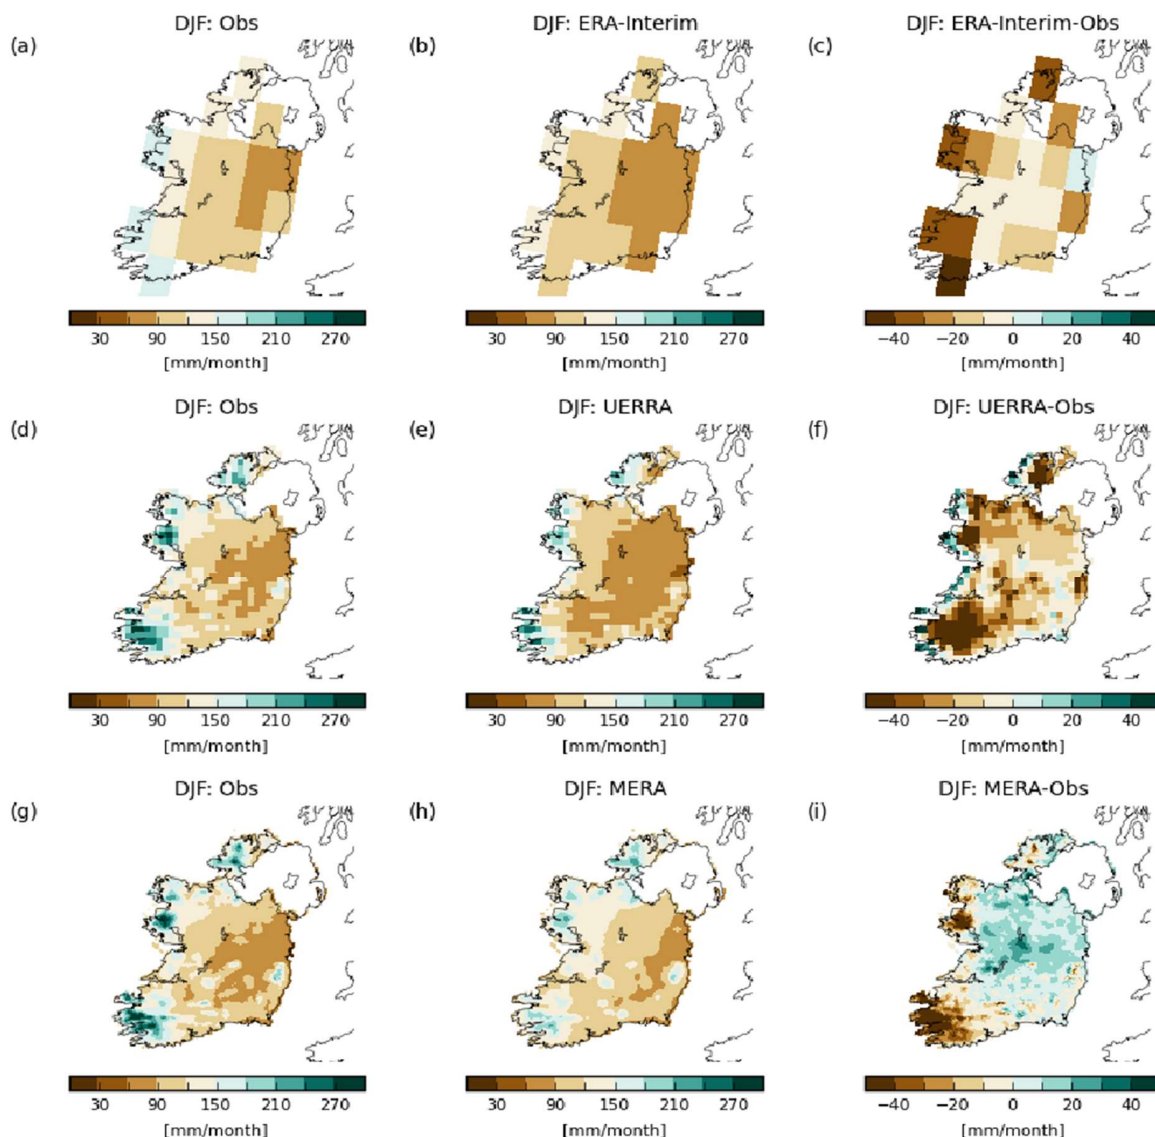 DJF: Obs DJF: ERA-Interim DJF: ERA-Interim-Obs
(a) (b) (c)
30 90 150 210 270 30 90 150 210 270 −40 −20 0 20 40
[mm/month] [mm/month] [mm/month]
DJF: Obs DJF: UERRA DJF: UERRA-Obs
(d) (e) (f)
30 90 150 210 270 30 90 150 210 270 −40 −20 0 20 40
[mm/month] [mm/month] [mm/month]
DJF: Obs DJF: MERA DJF: MERA-Obs
(g) (h) (i)
30 90 150 210 270 30 90 150 210 270 −40 −20 0 20 40
[mm/month] [mm/month] [mm/month]